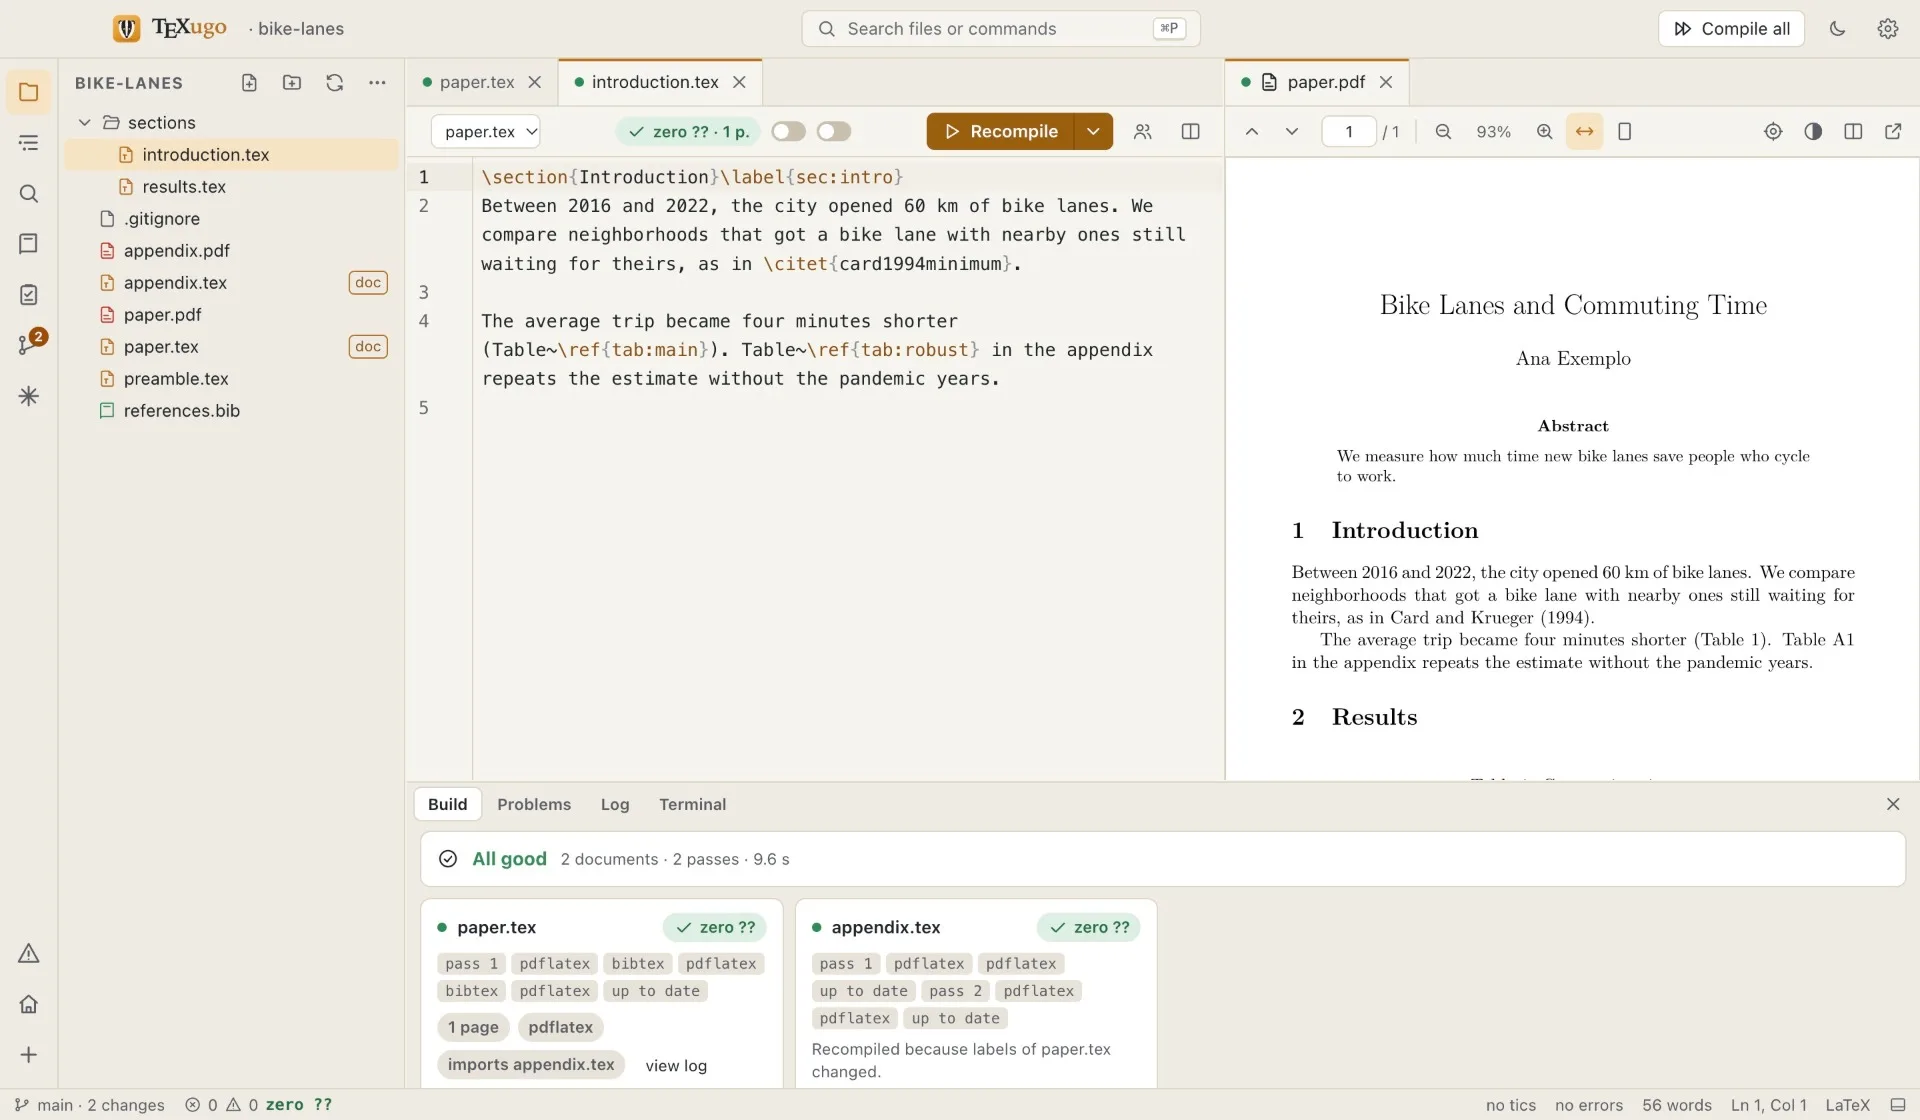 TEXugo · bike-lanes
Search files or commands ⌘P
Compile all
BIKE-LANES
sections
introduction.tex
results.tex
.gitignore
appendix.pdf
appendix.tex doc
paper.pdf
paper.tex doc
preamble.tex
references.bib
2
paper.tex
introduction.tex
paper.tex
zero ?? · 1 p.
Recompile
1 \section{Introduction}\label{sec:intro}
2 Between 2016 and 2022, the city opened 60 km of bike lanes. We
compare neighborhoods that got a bike lane with nearby ones still
waiting for theirs, as in \citet{card1994minimum}.
3
4 The average trip became four minutes shorter
(Table~\ref{tab:main}). Table~\ref{tab:robust} in the appendix
repeats the estimate without the pandemic years.
5
paper.pdf
1 / 1
93%
Bike Lanes and Commuting Time
Ana Exemplo
Abstract
We measure how much time new bike lanes save people who cycle
to work.
1 Introduction
Between 2016 and 2022, the city opened 60 km of bike lanes. We compare
neighborhoods that got a bike lane with nearby ones still waiting for
theirs, as in Card and Krueger (1994).
The average trip became four minutes shorter (Table 1). Table A1
in the appendix repeats the estimate without the pandemic years.
2 Results
Build Problems Log Terminal
All good 2 documents · 2 passes · 9.6 s
paper.tex zero ??
pass 1 pdflatex bibtex pdflatex
bibtex pdflatex up to date
1 page pdflatex
imports appendix.tex view log
appendix.tex zero ??
pass 1 pdflatex pdflatex
up to date pass 2 pdflatex
pdflatex up to date
Recompiled because labels of paper.tex
changed.
main · 2 changes 0 0 zero ??
no tics no errors 56 words Ln 1, Col 1 LaTeX